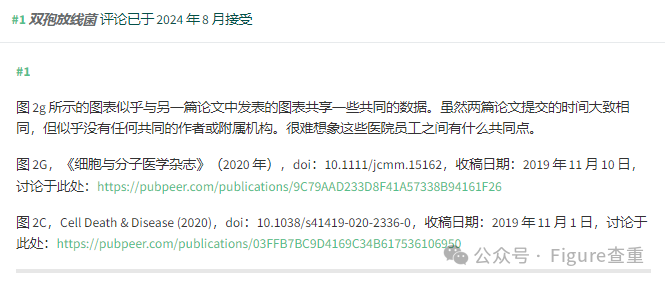 #1 双孢放线菌 评论已于 2024 年 8 月接受
#1
图 2g 所示的图表似乎与另一篇论文中发表的图表共享一些共同的数据。虽然两篇论文提交的时间大致相
同，但似乎没有任何共同的作者或附属机构。很难想象这些医院员工之间有什么共同点。
图 2G，《细胞与分子医学杂志》（2020 年），doi：10.1111/jcmm.15162，收稿日期：2019 年 11 月 10 日，
讨论于此处：https://pubpeer.com/publications/9C79AAD233D8F41A57338B94161F26
图 2C，Cell Death & Disease (2020)，doi：10.1038/s41419-020-2336-0，收稿日期：2019 年 11 月 1 日，讨论于
此处：https://pubpeer.com/publications/03FFB7BC9D4169C34B617536106950
公众号 · Figure查重